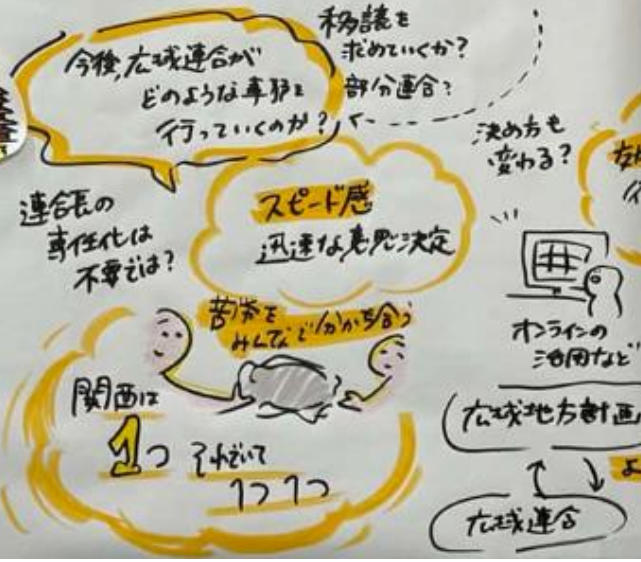 今後、広域連合が
どのような事務を
行っていくのか?
移譲を
求めていくか?
部分連合?
決め方も
変わる?
連合長の
専任化は
不要では?
スピード感
迅速な意思決定
オンラインの
活用など
苦労を
みんなで分かち合う
関西は
1つ それでいて
1つ1つ
広域地方計画
広域連合